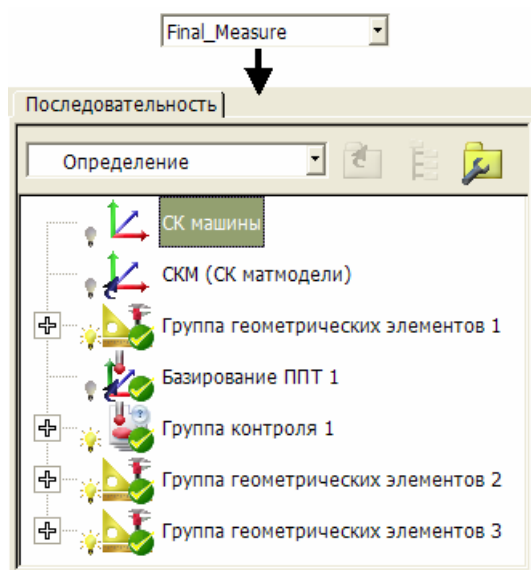 Final_Measure
Последовательность
Определение
СК машины
СКМ (СК матмодели)
Группа геометрических элементов 1
Базирование ППТ 1
Группа контроля 1
Группа геометрических элементов 2
Группа геометрических элементов 3